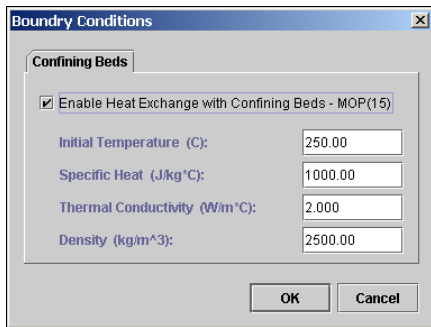 Boundry Conditions
Confining Beds
Enable Heat Exchange with Confining Beds - MOP(15)
Initial Temperature (C): 250.00
Specific Heat (J/kg*C): 1000.00
Thermal Conductivity (W/m*C): 2.000
Density (kg/m^3): 2500.00
OK Cancel